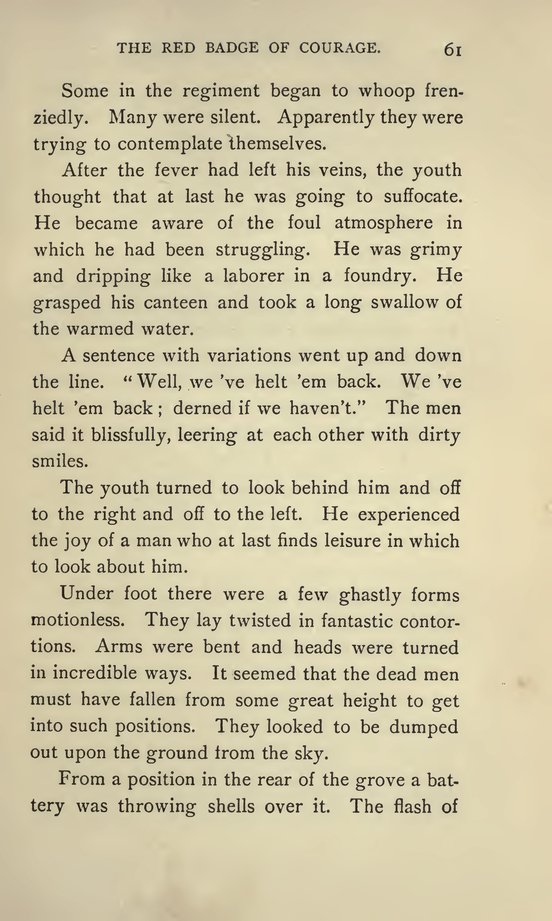 THE RED BADGE OF COURAGE. 61
Some in the regiment began to whoop fren-
ziedly. Many were silent. Apparently they were
trying to contemplate themselves.
After the fever had left his veins, the youth
thought that at last he was going to suffocate.
He became aware of the foul atmosphere in
which he had been struggling. He was grimy
and dripping like a laborer in a foundry. He
grasped his canteen and took a long swallow of
the warmed water.
A sentence with variations went up and down
the line. “Well, we ’ve helt ’em back. We ’ve
helt ’em back; derned if we haven’t.” The men
said it blissfully, leering at each other with dirty
smiles.
The youth turned to look behind him and off
to the right and off to the left. He experienced
the joy of a man who at last finds leisure in which
to look about him.
Under foot there were a few ghastly forms
motionless. They lay twisted in fantastic contor-
tions. Arms were bent and heads were turned
in incredible ways. It seemed that the dead men
must have fallen from some great height to get
into such positions. They looked to be dumped
out upon the ground from the sky.
From a position in the rear of the grove a bat-
tery was throwing shells over it. The flash of